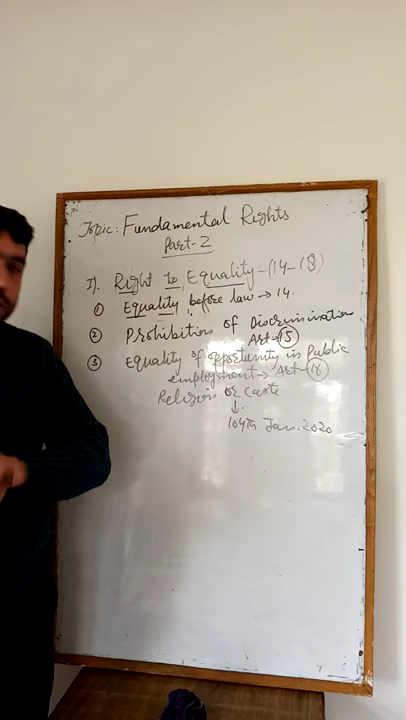 Topic: Fundamental Rights
Part-2
I). Right to Equality-(14-18)
① Equality before law → 14.
② Prohibition of Discrimination
Art-15
③ Equality of opportunity in Public
employment → Art-16
Religion or Caste
↓
104th Jan. 2020